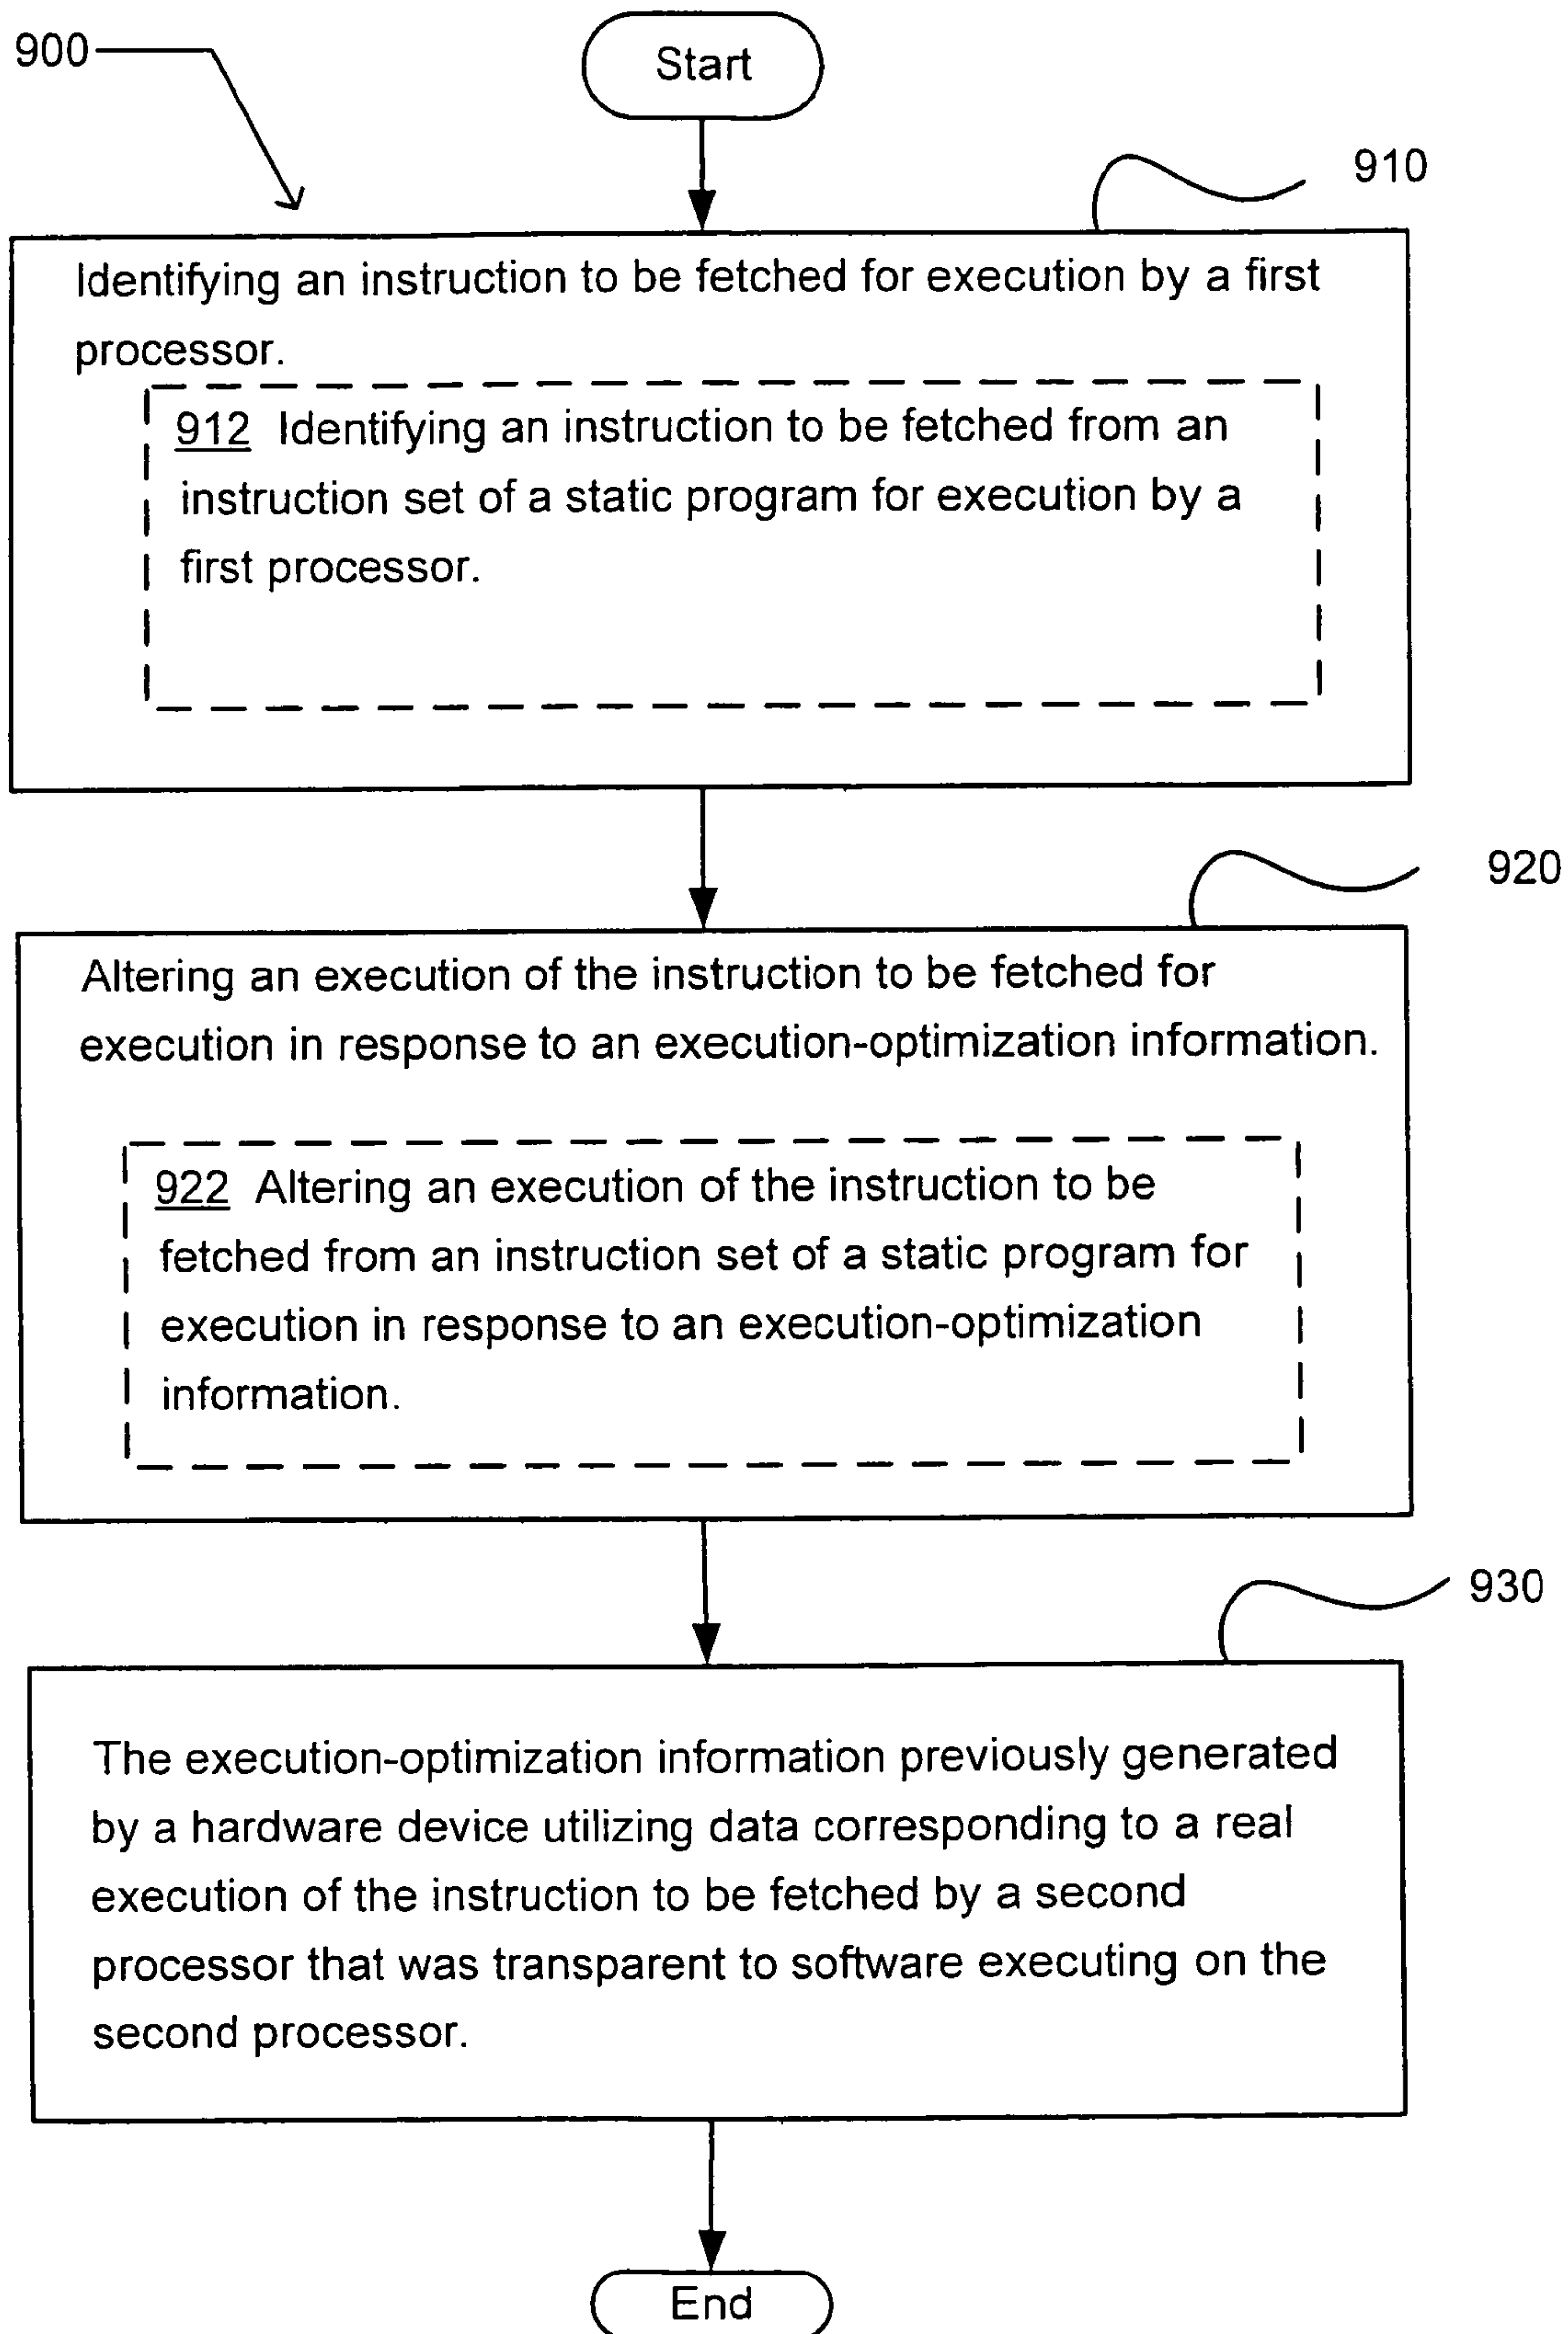 900
Start
910
Identifying an instruction to be fetched for execution by a first
processor.
912 Identifying an instruction to be fetched from an
instruction set of a static program for execution by a
first processor.
920
Altering an execution of the instruction to be fetched for
execution in response to an execution-optimization information.
922 Altering an execution of the instruction to be
fetched from an instruction set of a static program for
execution in response to an execution-optimization
information.
930
The execution-optimization information previously generated
by a hardware device utilizing data corresponding to a real
execution of the instruction to be fetched by a second
processor that was transparent to software executing on the
second processor.
End